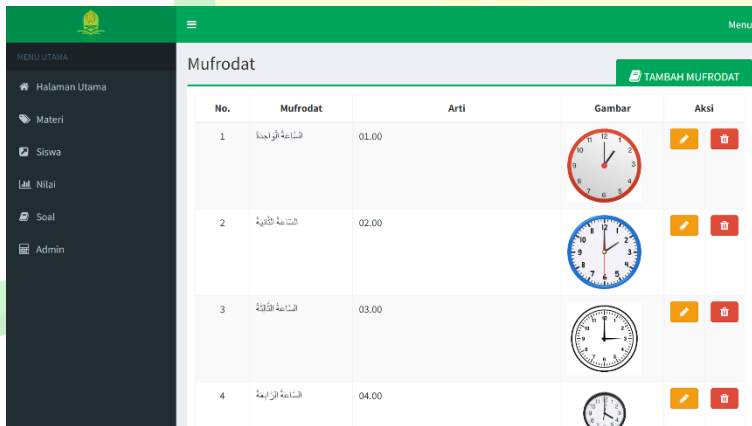 Menu
MENU UTAMA
Halaman Utama
Materi
Siswa
Nilai
Soal
Admin
Mufrodat
TAMBAH MUFRODAT
No. Mufrodat Arti Gambar Aksi
1 السَّاعَةُ الْوَاحِدَةُ 01.00
2 السَّاعَةُ الثَّانِيَةُ 02.00
3 السَّاعَةُ الثَّالِثَةُ 03.00
4 السَّاعَةُ الرَّابِعَةُ 04.00